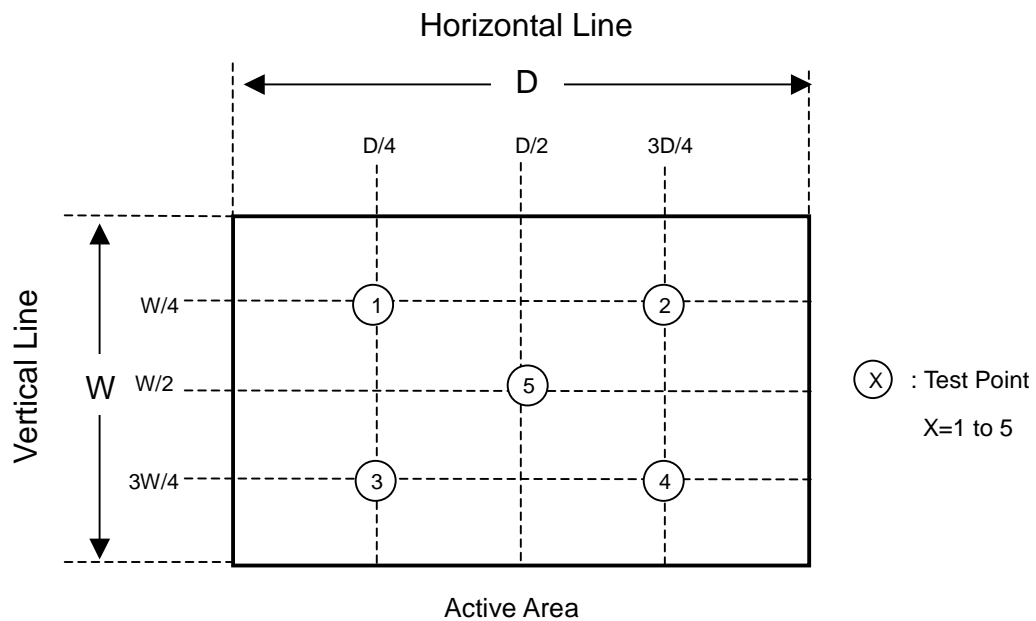 Horizontal Line
D
D/4 D/2 3D/4
W/4 1 2
Vertical Line
W W/2 5
X : Test Point
X=1 to 5
3W/4 3 4
Active Area